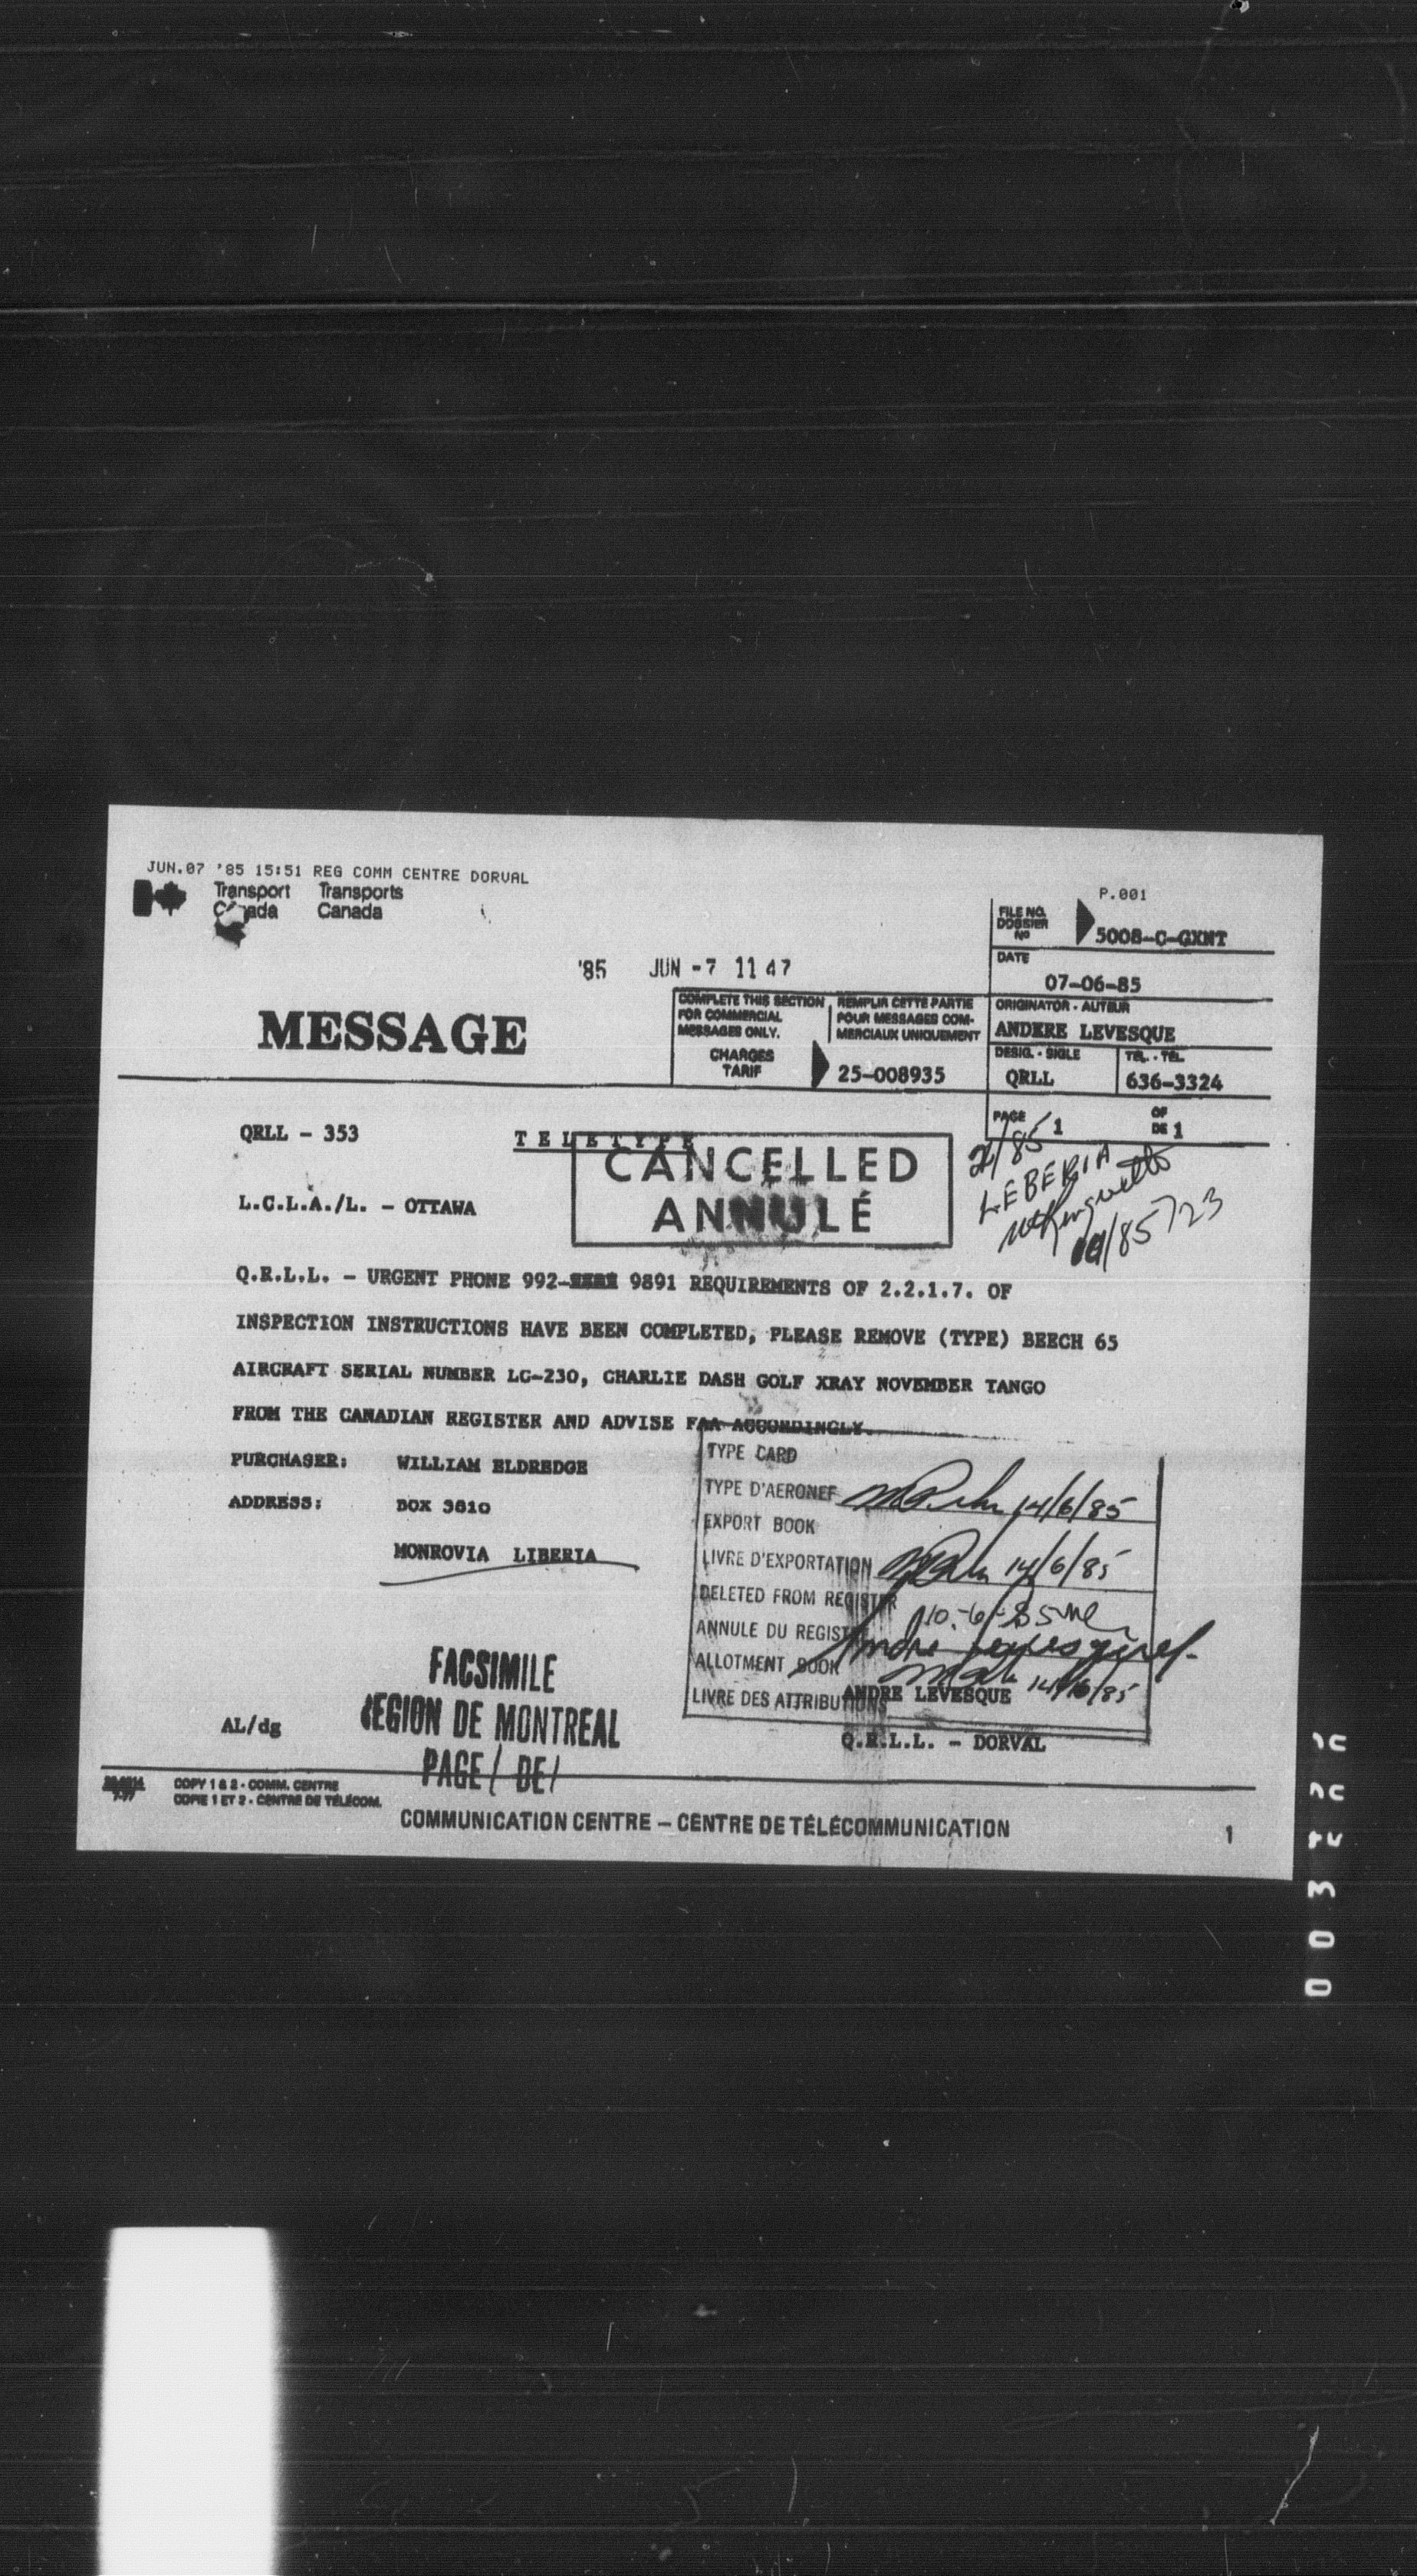 JUN.07 '85 15:51 REG COMM CENTRE DORVAL
P.001
Transport Transports
Canada Canada
FILE NO.
DOSSIER
Nº
5008-C-GXNT
'85 JUN -7 11 47
DATE
07-06-85
MESSAGE
COMPLETE THIS SECTION
FOR COMMERCIAL
MESSAGES ONLY.
REMPLIR CETTE PARTIE
POUR MESSAGES COM-
MERCIAUX UNIQUEMENT
CHARGES
TARIF
25-008935
ORIGINATOR - AUTEUR
ANDERE LEVESQUE
DESIG. - SIGLE
QRLL
TEL. - TÉL.
636-3324
PAGE 1 OF
DE 1
QRLL - 353
TELETYPE
CANCELLED
ANNULÉ
LEBERIA
L.C.L.A./L. - OTTAWA
Q.R.L.L. - URGENT PHONE 992- 9891 REQUIREMENTS OF 2.2.1.7. OF
INSPECTION INSTRUCTIONS HAVE BEEN COMPLETED, PLEASE REMOVE (TYPE) BEECH 65
AIRCRAFT SERIAL NUMBER LC-230, CHARLIE DASH GOLF XRAY NOVEMBER TANGO
FROM THE CANADIAN REGISTER AND ADVISE FAA ACCORDINGLY.
PURCHASER: WILLIAM ELDREDGE
ADDRESS: BOX 3810
MONROVIA LIBERIA
TYPE CARD
TYPE D'AERONEF 14/6/85
EXPORT BOOK
LIVRE D'EXPORTATION 14/6/85
DELETED FROM REGISTER 10-6-85
ANNULE DU REGISTRE
ALLOTMENT BOOK
LIVRE DES ATTRIBUTIONS 14/6/85
ANDRE LEVESQUE
Q.R.L.L. - DORVAL
FACSIMILE
REGION DE MONTREAL
PAGE 1 DE 1
AL/dg
COPY 1 & 2 - COMM. CENTRE
COPIE 1 ET 2 - CENTRE DE TÉLÉCOM.
COMMUNICATION CENTRE – CENTRE DE TÉLÉCOMMUNICATION
1